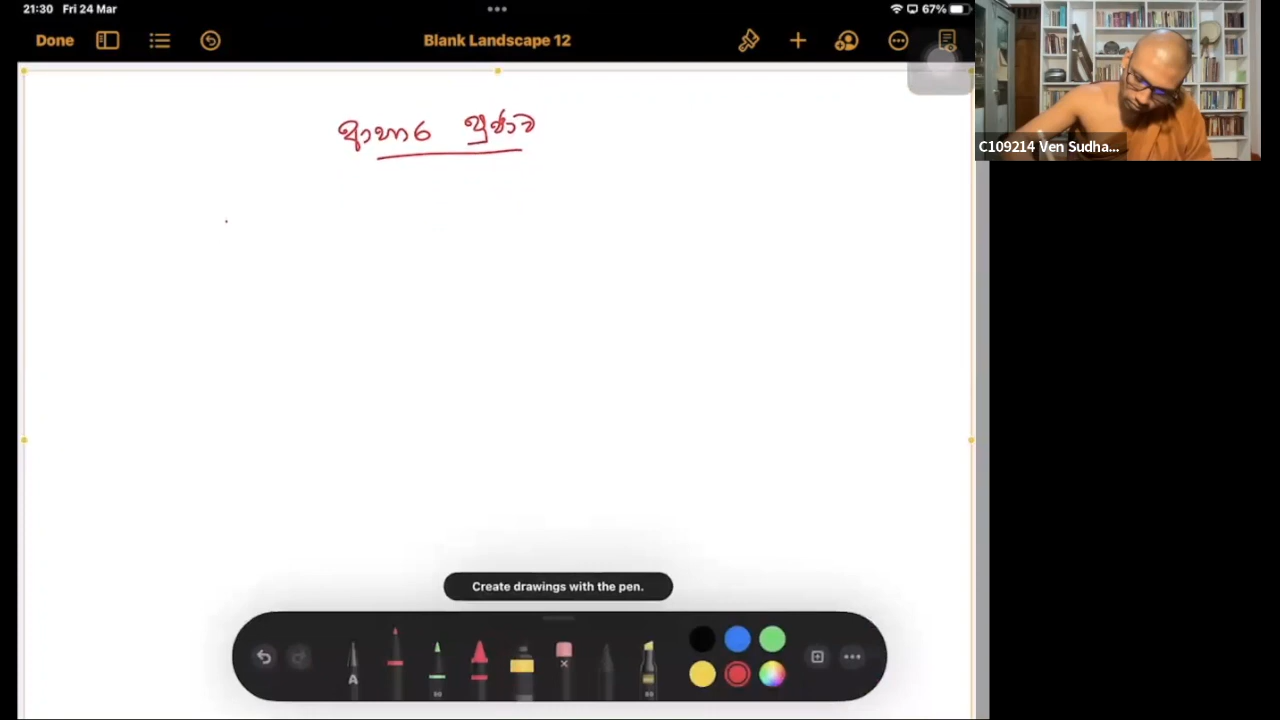 21:30 Fri 24 Mar
67%
Done
Blank Landscape 12
ආහාර පූජාව
C109214 Ven Sudha...
Create drawings with the pen.
A